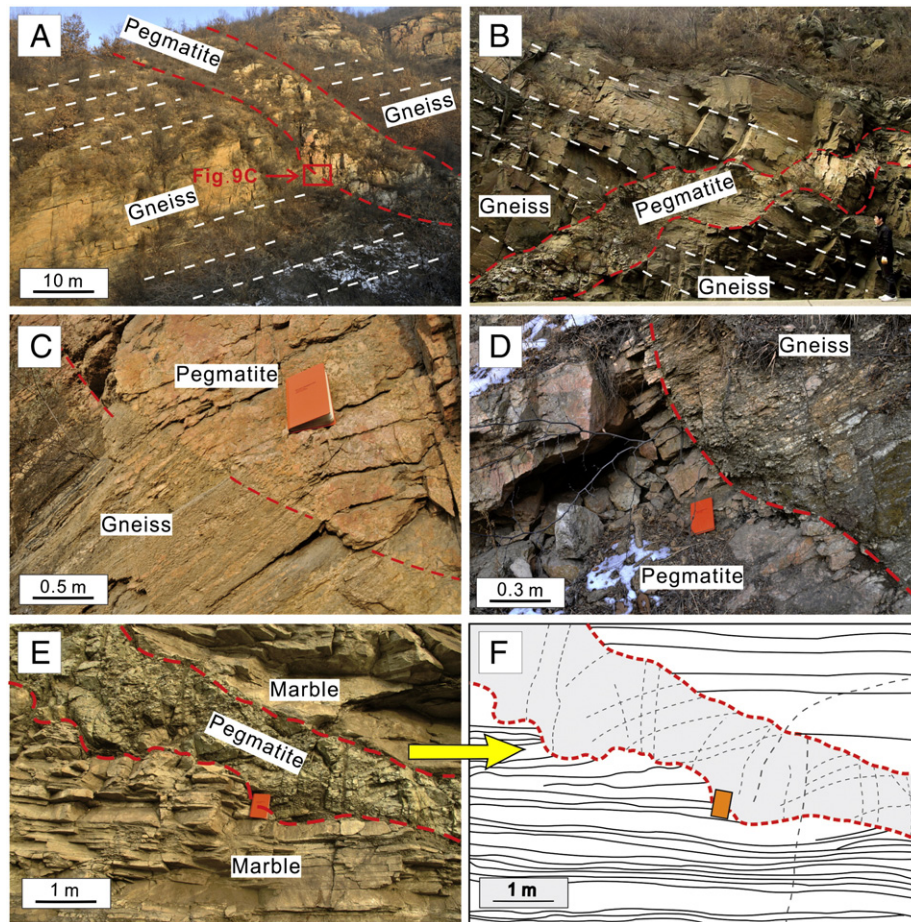 A
Pegmatite
Gneiss
Fig. 9C
Gneiss
10 m
B
Gneiss
Pegmatite
Gneiss
C
Pegmatite
Gneiss
0.5 m
D
Gneiss
Pegmatite
0.3 m
E
Marble
Pegmatite
Marble
1 m
F
1 m